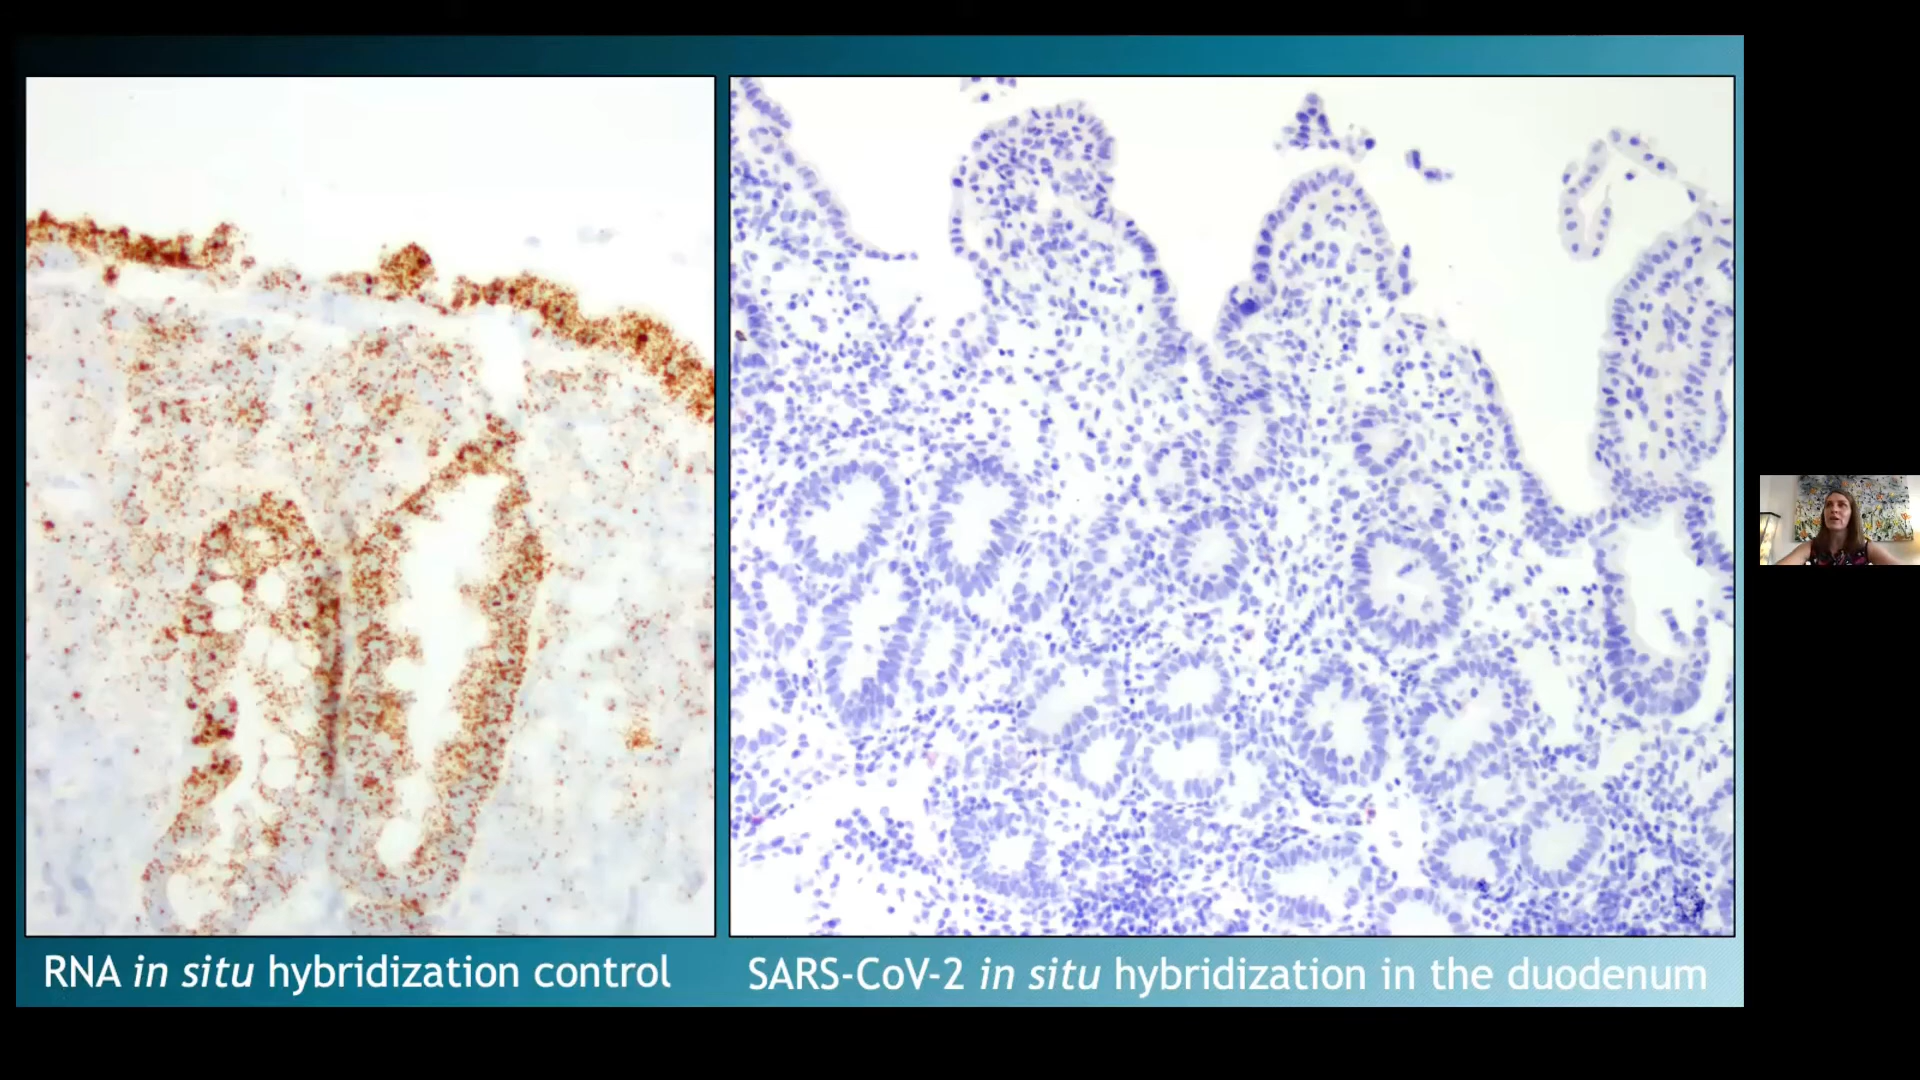 RNA in situ hybridization control
SARS-CoV-2 in situ hybridization in the duodenum